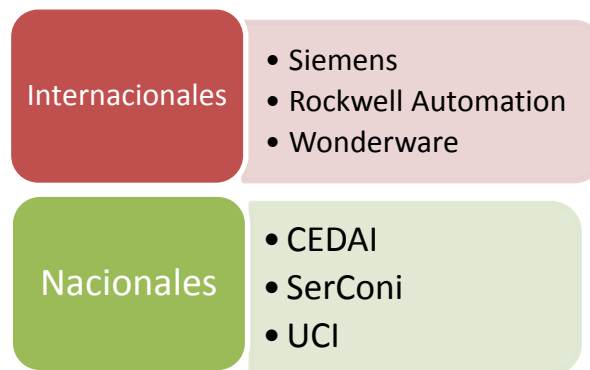 Internacionales
• Siemens
• Rockwell Automation
• Wonderware
Nacionales
• CEDAI
• SerConi
• UCI